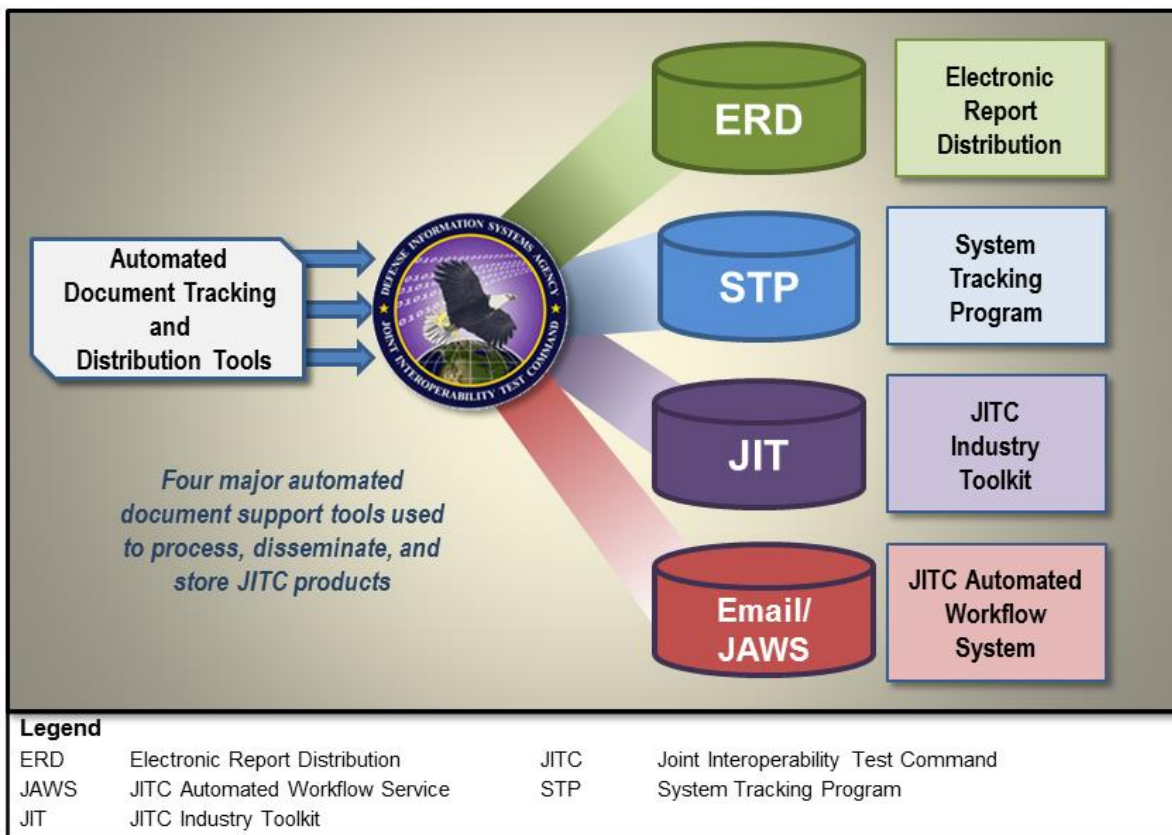 Automated
Document Tracking
and
Distribution Tools
DEFENSE INFORMATION SYSTEMS AGENCY
JOINT INTEROPERABILITY TEST COMMAND
Four major automated
document support tools used
to process, disseminate, and
store JITC products
ERD
Electronic
Report
Distribution
STP
System
Tracking
Program
JIT
JITC
Industry
Toolkit
Email/
JAWS
JITC Automated
Workflow
System
Legend
ERD Electronic Report Distribution JITC Joint Interoperability Test Command
JAWS JITC Automated Workflow Service STP System Tracking Program
JIT JITC Industry Toolkit